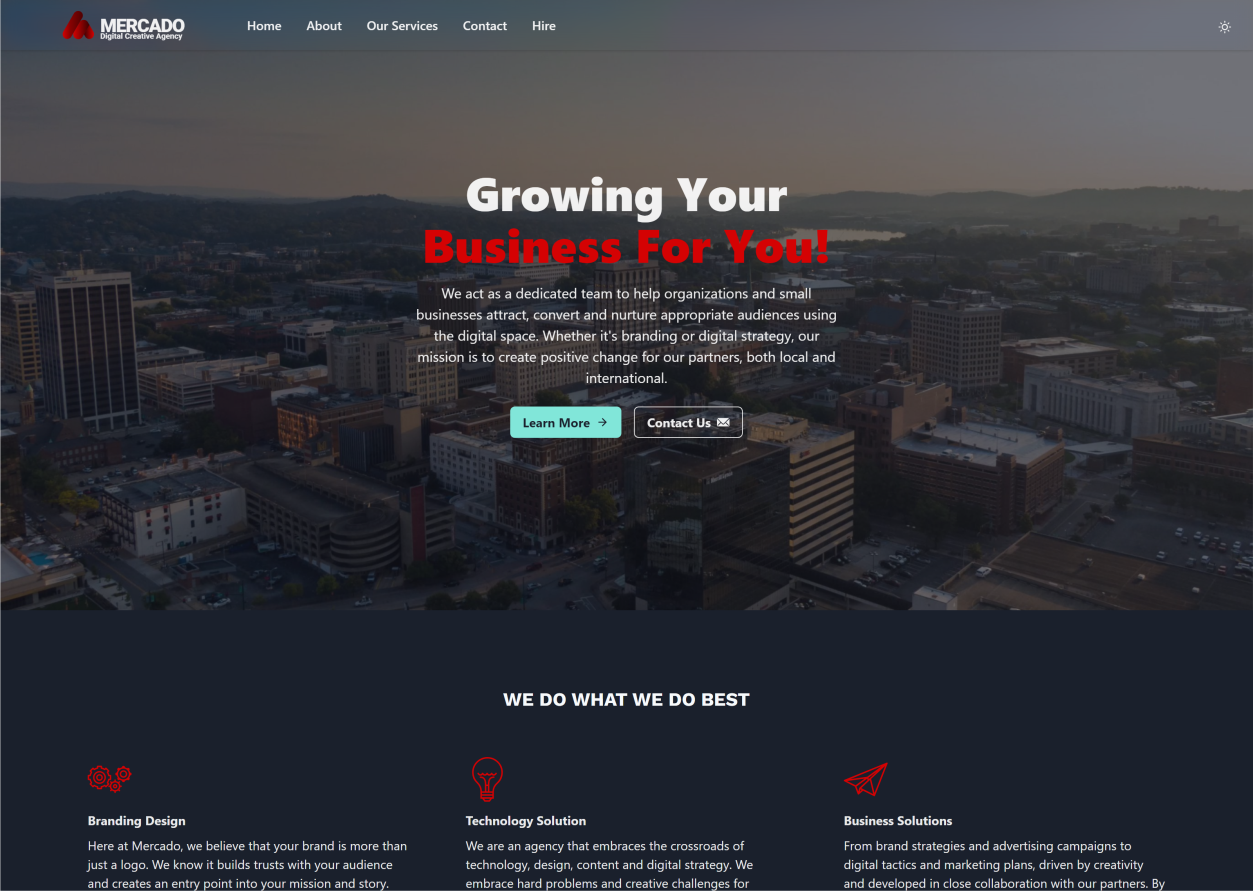 MERCADO
Digital Creative Agency
Home About Our Services Contact Hire
Growing Your
Business For You!
We act as a dedicated team to help organizations and small
businesses attract, convert and nurture appropriate audiences using
the digital space. Whether it's branding or digital strategy, our
mission is to create positive change for our partners, both local and
international.
Learn More
Contact Us
WE DO WHAT WE DO BEST
Branding Design
Here at Mercado, we believe that your brand is more than
just a logo. We know it builds trusts with your audience
and creates an entry point into your mission and story.
Technology Solution
We are an agency that embraces the crossroads of
technology, design, content and digital strategy. We
embrace hard problems and creative challenges for
Business Solutions
From brand strategies and advertising campaigns to
digital tactics and marketing plans, driven by creativity
and developed in close collaboration with our partners. By